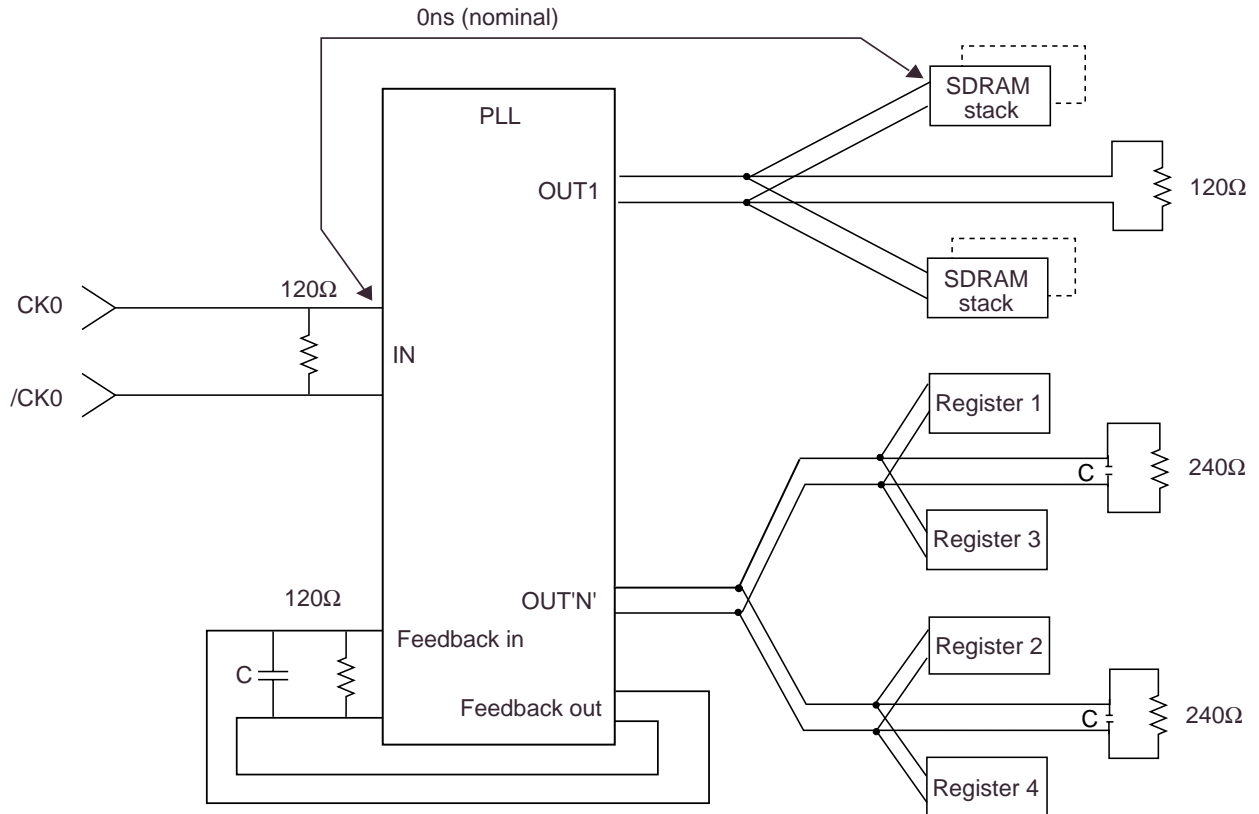 0ns (nominal)
PLL
SDRAM
stack
OUT1
120Ω
SDRAM
stack
CK0
120Ω
IN
/CK0
Register 1
C
240Ω
Register 3
120Ω
OUT'N'
Feedback in
C
Register 2
Feedback out
C
240Ω
Register 4